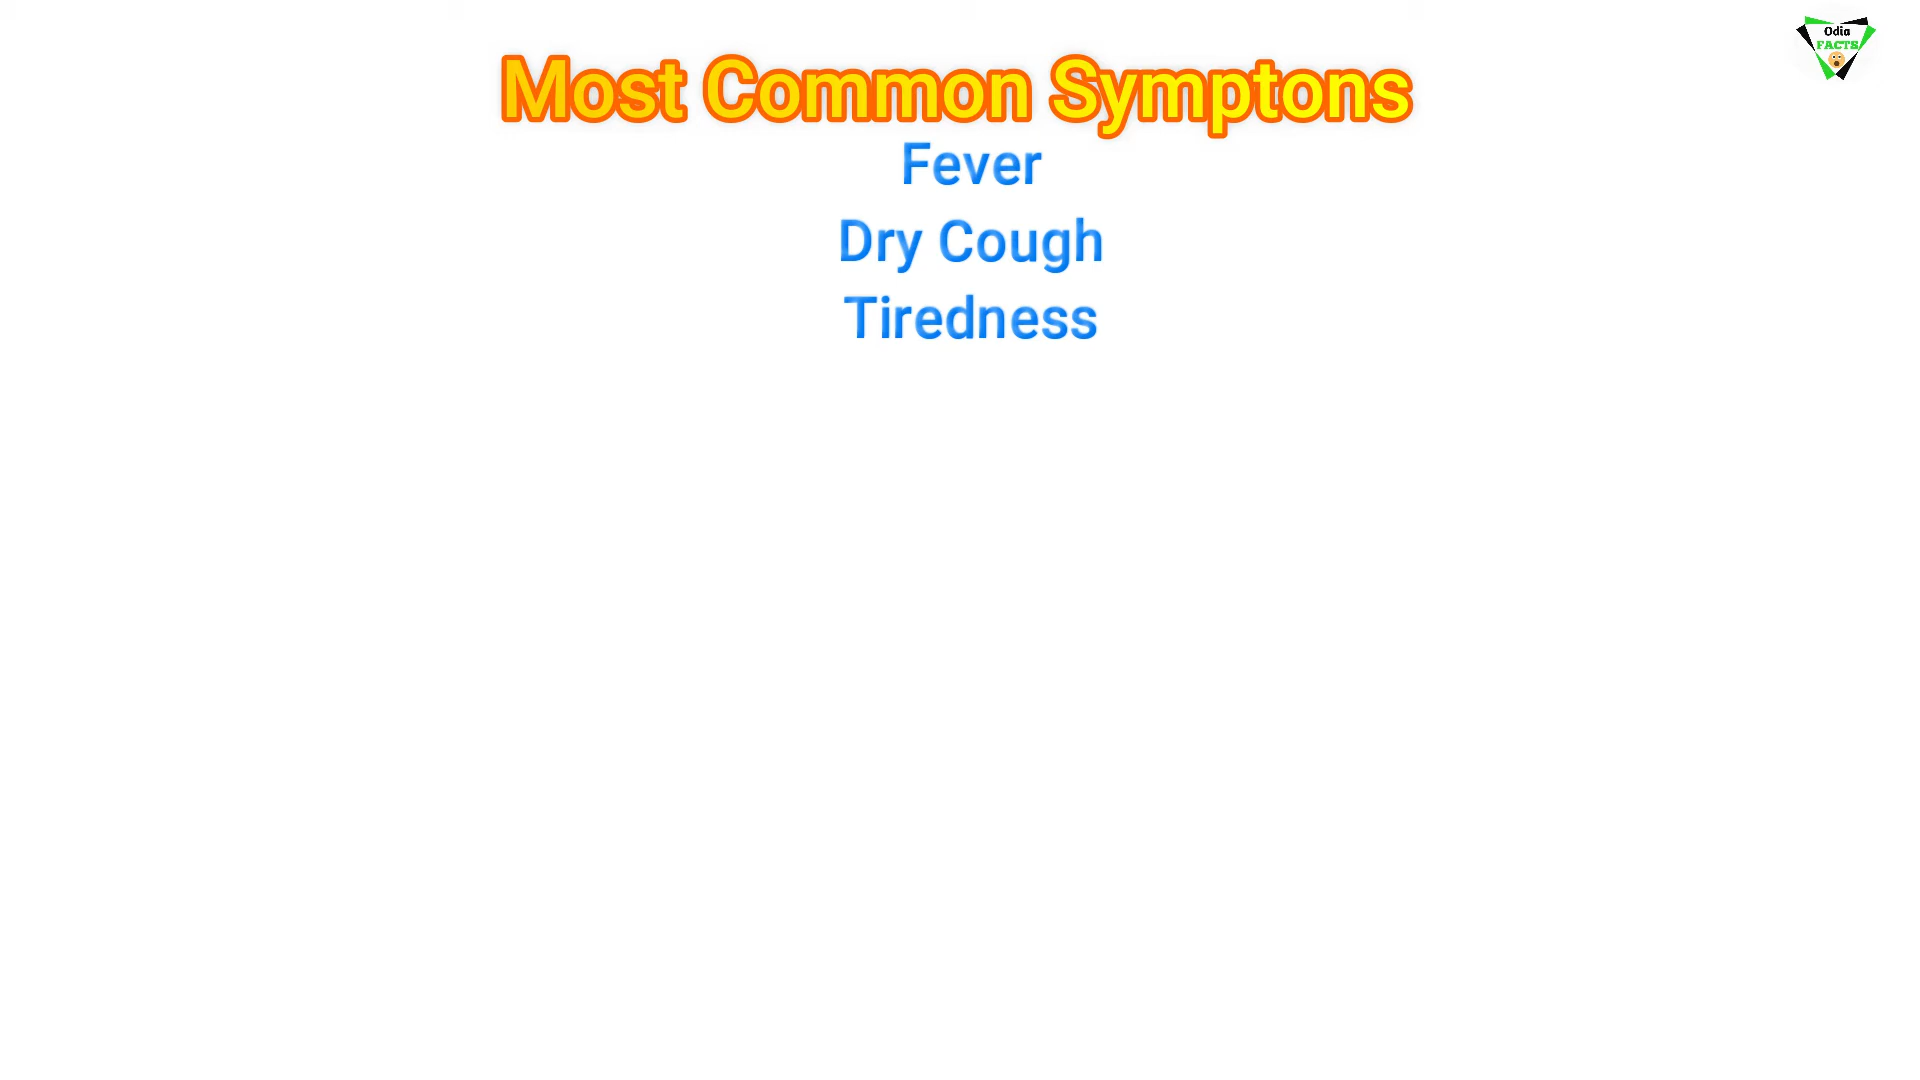 Odia
FACTS
Most Common Symptons
Fever
Dry Cough
Tiredness